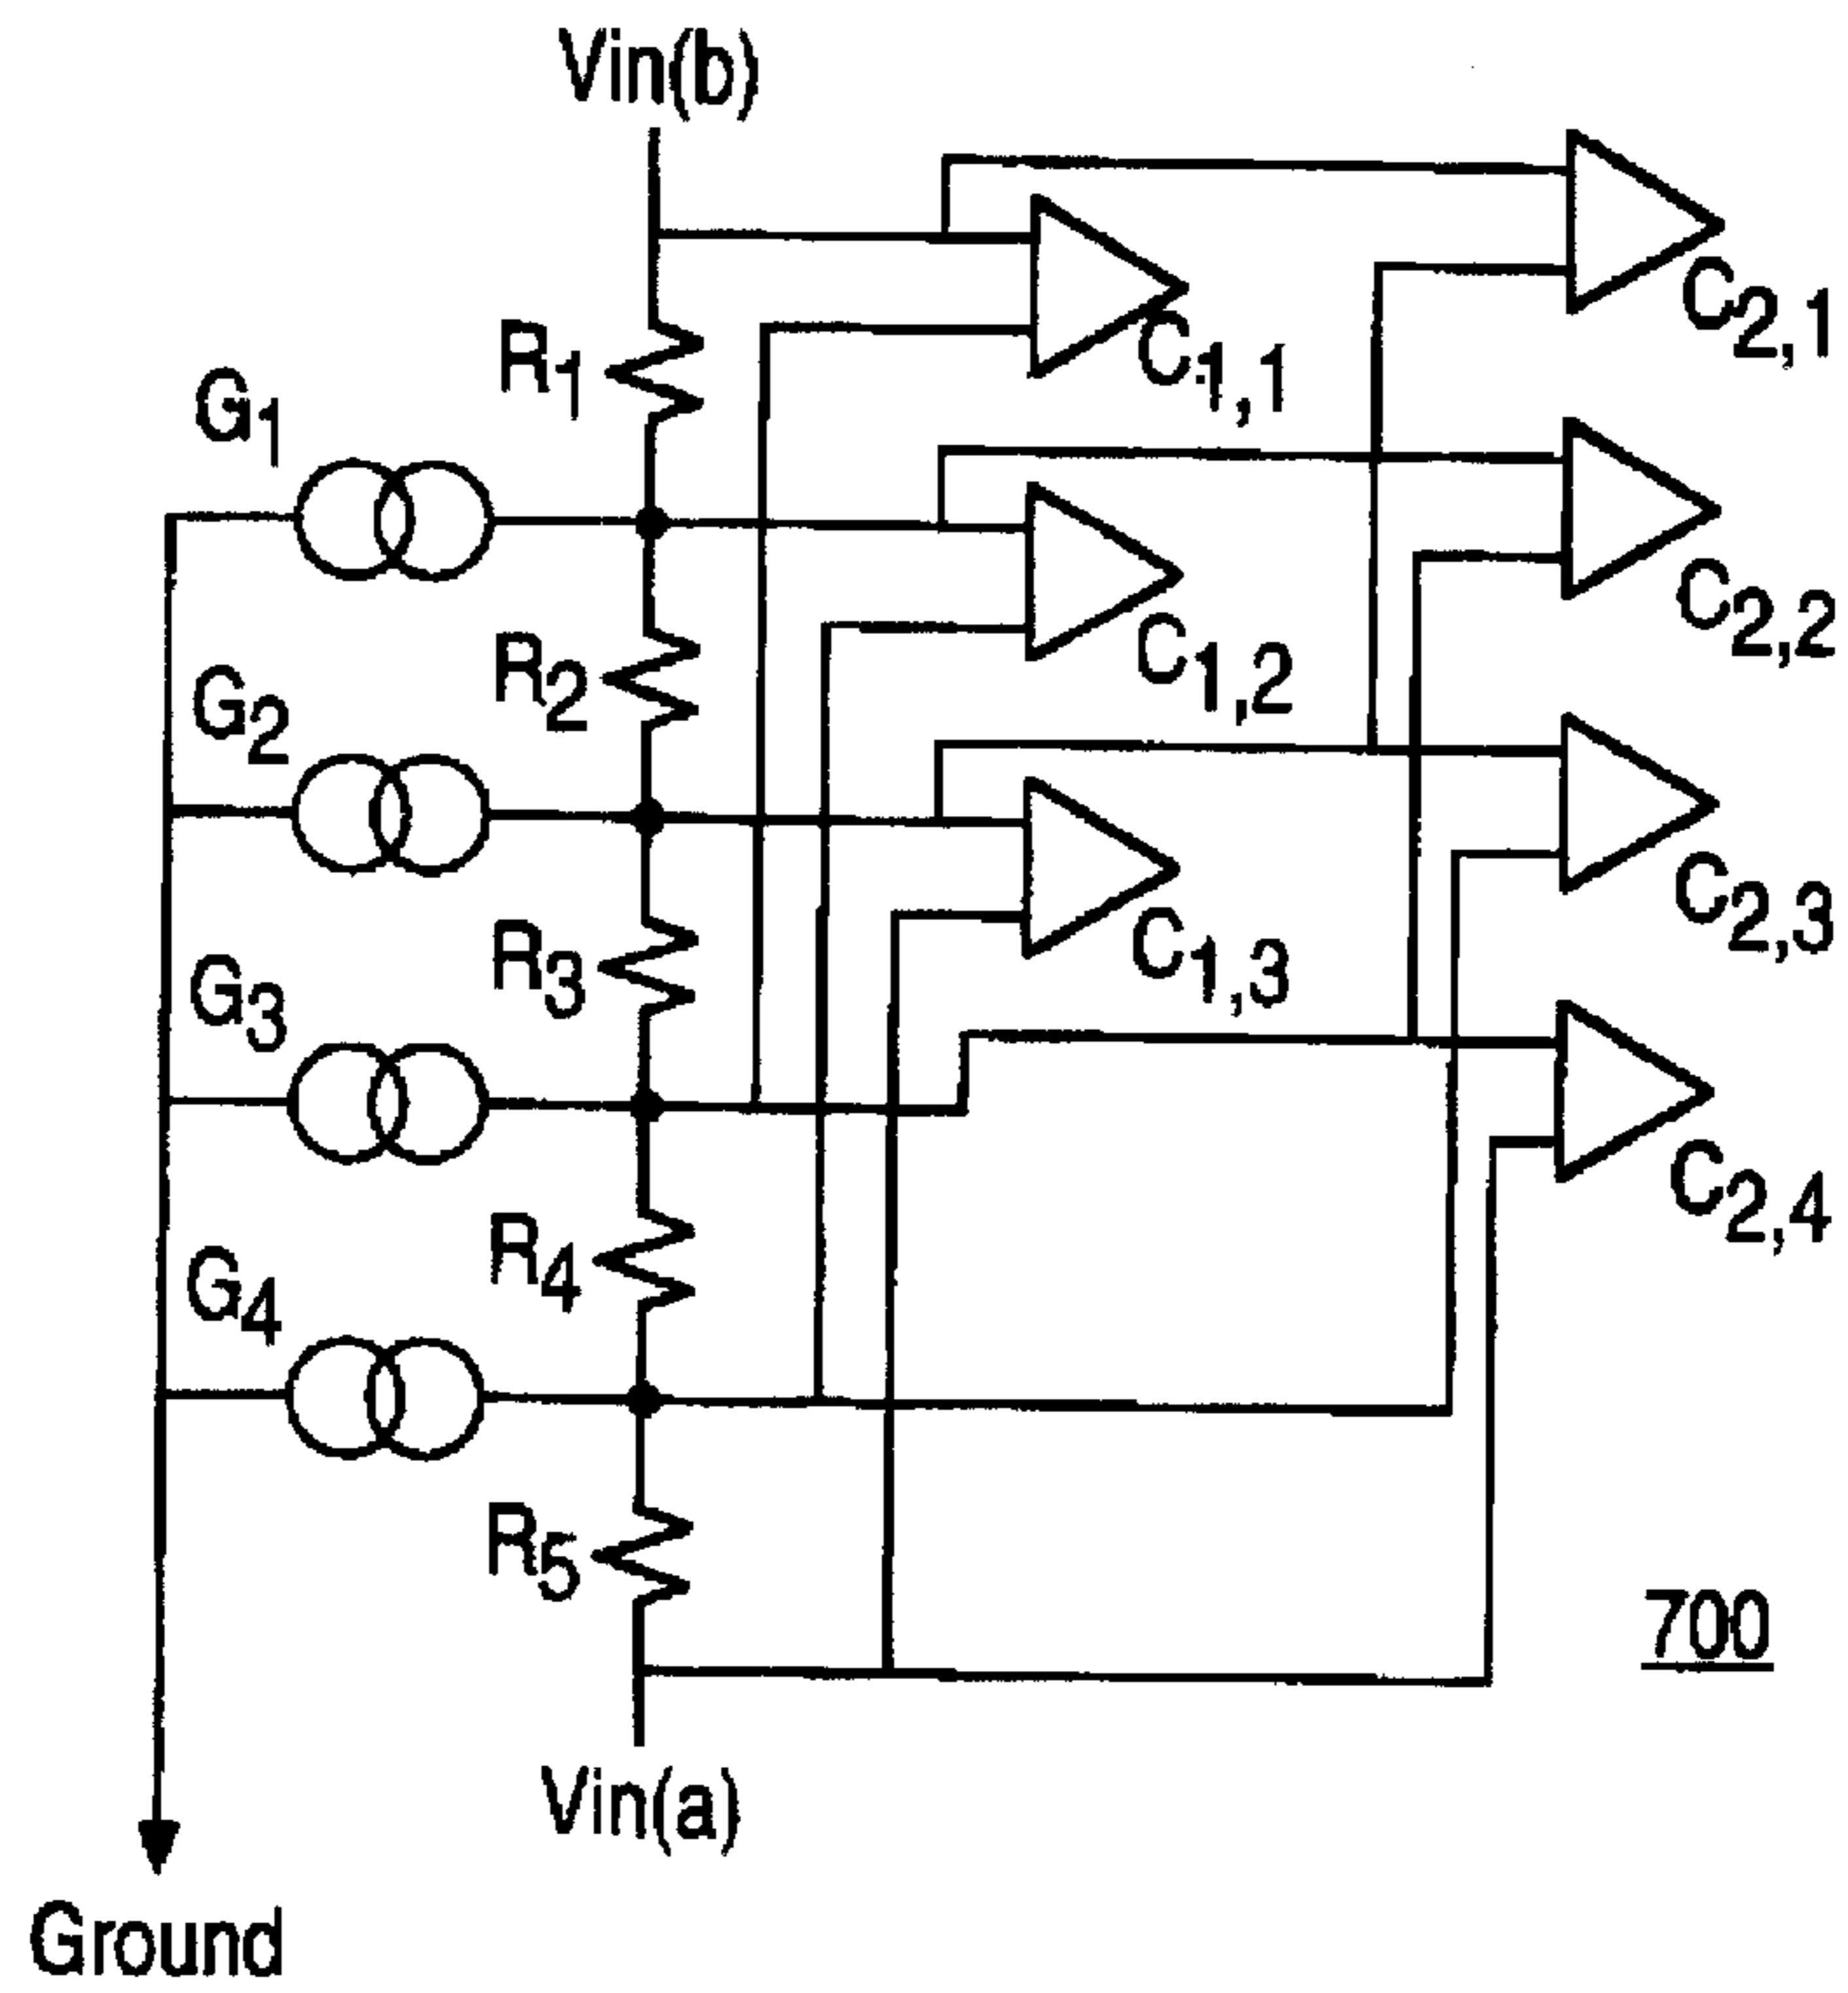 Vin(b)
C2,1
R1
C1,1
G1
C2,2
R2
C1,2
G2
C2,3
R3
C1,3
G3
C2,4
R4
G4
R5
700
Vin(a)
Ground